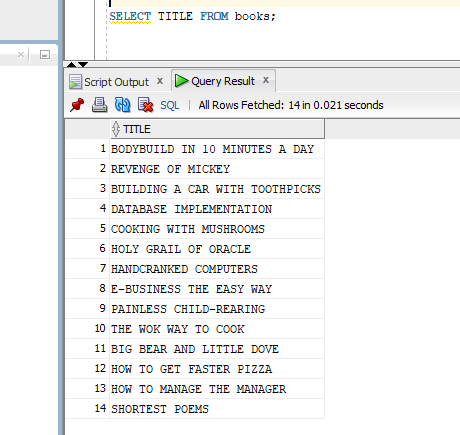 SELECT TITLE FROM books;
Script Output x Query Result x
SQL | All Rows Fetched: 14 in 0.021 seconds
TITLE
1 BODYBUILD IN 10 MINUTES A DAY
2 REVENGE OF MICKEY
3 BUILDING A CAR WITH TOOTHPICKS
4 DATABASE IMPLEMENTATION
5 COOKING WITH MUSHROOMS
6 HOLY GRAIL OF ORACLE
7 HANDCRANKED COMPUTERS
8 E-BUSINESS THE EASY WAY
9 PAINLESS CHILD-REARING
10 THE WOK WAY TO COOK
11 BIG BEAR AND LITTLE DOVE
12 HOW TO GET FASTER PIZZA
13 HOW TO MANAGE THE MANAGER
14 SHORTEST POEMS